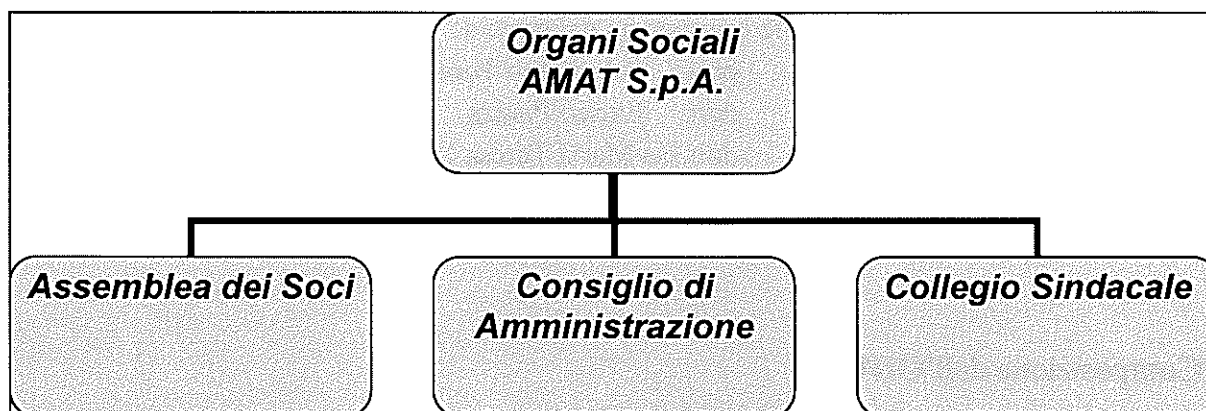 Organi Sociali
AMAT S.p.A.
Assemblea dei Soci
Consiglio di
Amministrazione
Collegio Sindacale